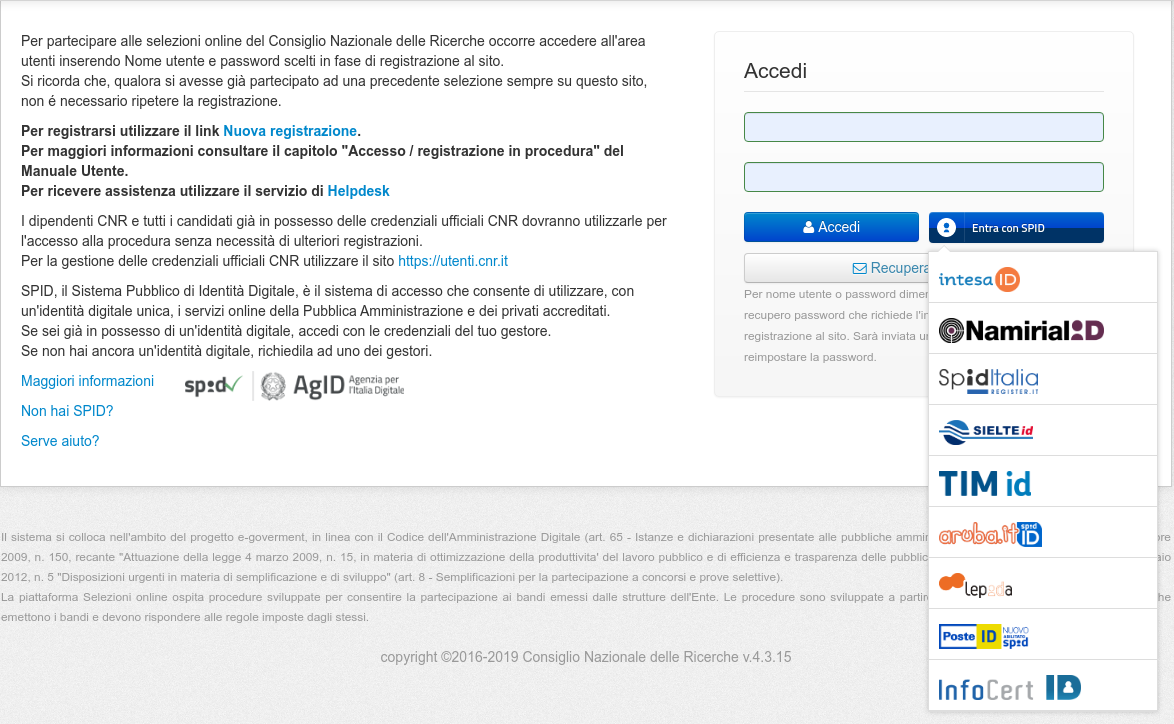 Per partecipare alle selezioni online del Consiglio Nazionale delle Ricerche occorre accedere all'area
utenti inserendo Nome utente e password scelti in fase di registrazione al sito.
Si ricorda che, qualora si avesse già partecipato ad una precedente selezione sempre su questo sito,
non é necessario ripetere la registrazione.
Per registrarsi utilizzare il link Nuova registrazione.
Per maggiori informazioni consultare il capitolo "Accesso / registrazione in procedura" del
Manuale Utente.
Per ricevere assistenza utilizzare il servizio di Helpdesk
I dipendenti CNR e tutti i candidati già in possesso delle credenziali ufficiali CNR dovranno utilizzarle per
l'accesso alla procedura senza necessità di ulteriori registrazioni.
Per la gestione delle credenziali ufficiali CNR utilizzare il sito https://utenti.cnr.it
SPID, il Sistema Pubblico di Identità Digitale, è il sistema di accesso che consente di utilizzare, con
un'identità digitale unica, i servizi online della Pubblica Amministrazione e dei privati accreditati.
Se sei già in possesso di un'identità digitale, accedi con le credenziali del tuo gestore.
Se non hai ancora un'identità digitale, richiedila ad uno dei gestori.
Maggiori informazioni
spid AgID Agenzia per
l'Italia Digitale
Non hai SPID?
Serve aiuto?
Accedi
Accedi
Entra con SPID
Recupera
Per nome utente o password dimen
recupero password che richiede l'in
registrazione al sito. Sarà inviata un
reimpostare la password.
intesa ID
Namirial ID
SpidItalia
REGISTER.IT
SIELTE id
TIM id
aruba.it spid ID
Lepida
Poste ID NUOVO
ABILITATO
spid
InfoCert ID
Il sistema si colloca nell'ambito del progetto e-goverment, in linea con il Codice dell'Amministrazione Digitale (art. 65 - Istanze e dichiarazioni presentate alle pubbliche ammin ore
2009, n. 150, recante "Attuazione della legge 4 marzo 2009, n. 15, in materia di ottimizzazione della produttivita' del lavoro pubblico e di efficienza e trasparenza delle pubblic aio
2012, n. 5 "Disposizioni urgenti in materia di semplificazione e di sviluppo" (art. 8 - Semplificazioni per la partecipazione a concorsi e prove selettive).
La piattaforma Selezioni online ospita procedure sviluppate per consentire la partecipazione ai bandi emessi dalle strutture dell'Ente. Le procedure sono sviluppate a partir che
emettono i bandi e devono rispondere alle regole imposte dagli stessi.
copyright ©2016-2019 Consiglio Nazionale delle Ricerche v.4.3.15